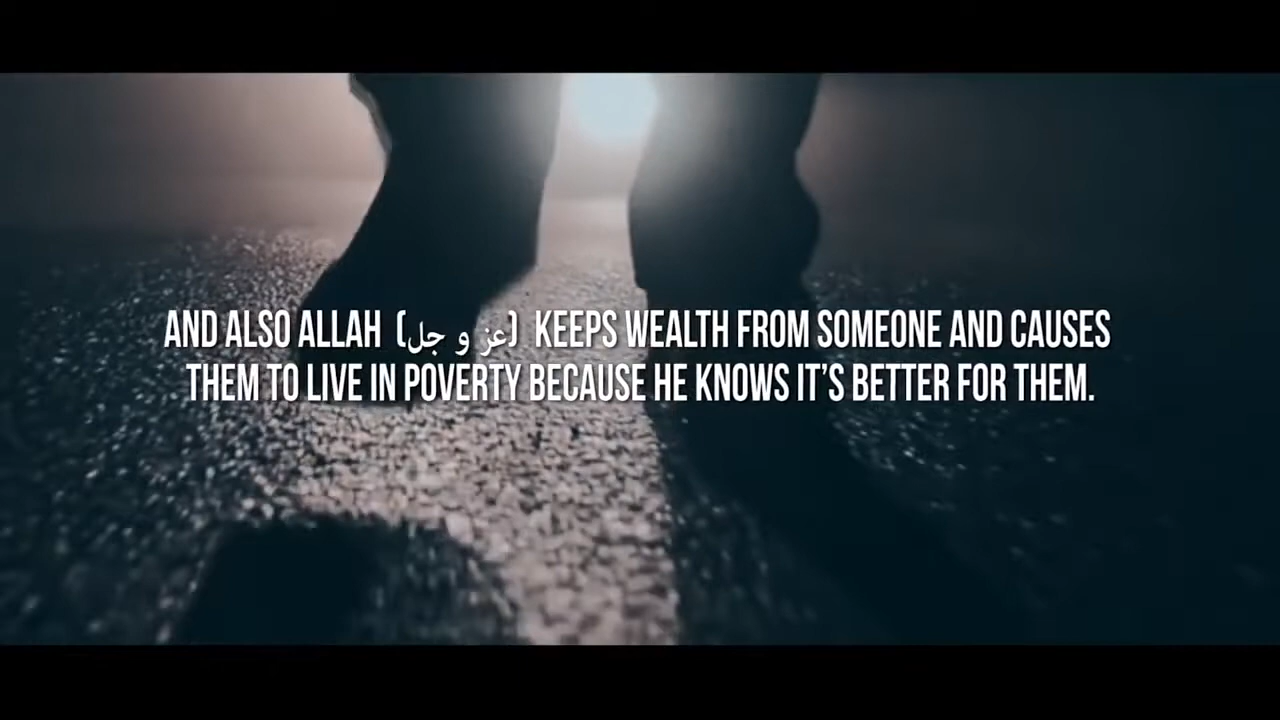 AND ALSO ALLAH (عز و جل) KEEPS WEALTH FROM SOMEONE AND CAUSES
THEM TO LIVE IN POVERTY BECAUSE HE KNOWS IT'S BETTER FOR THEM.